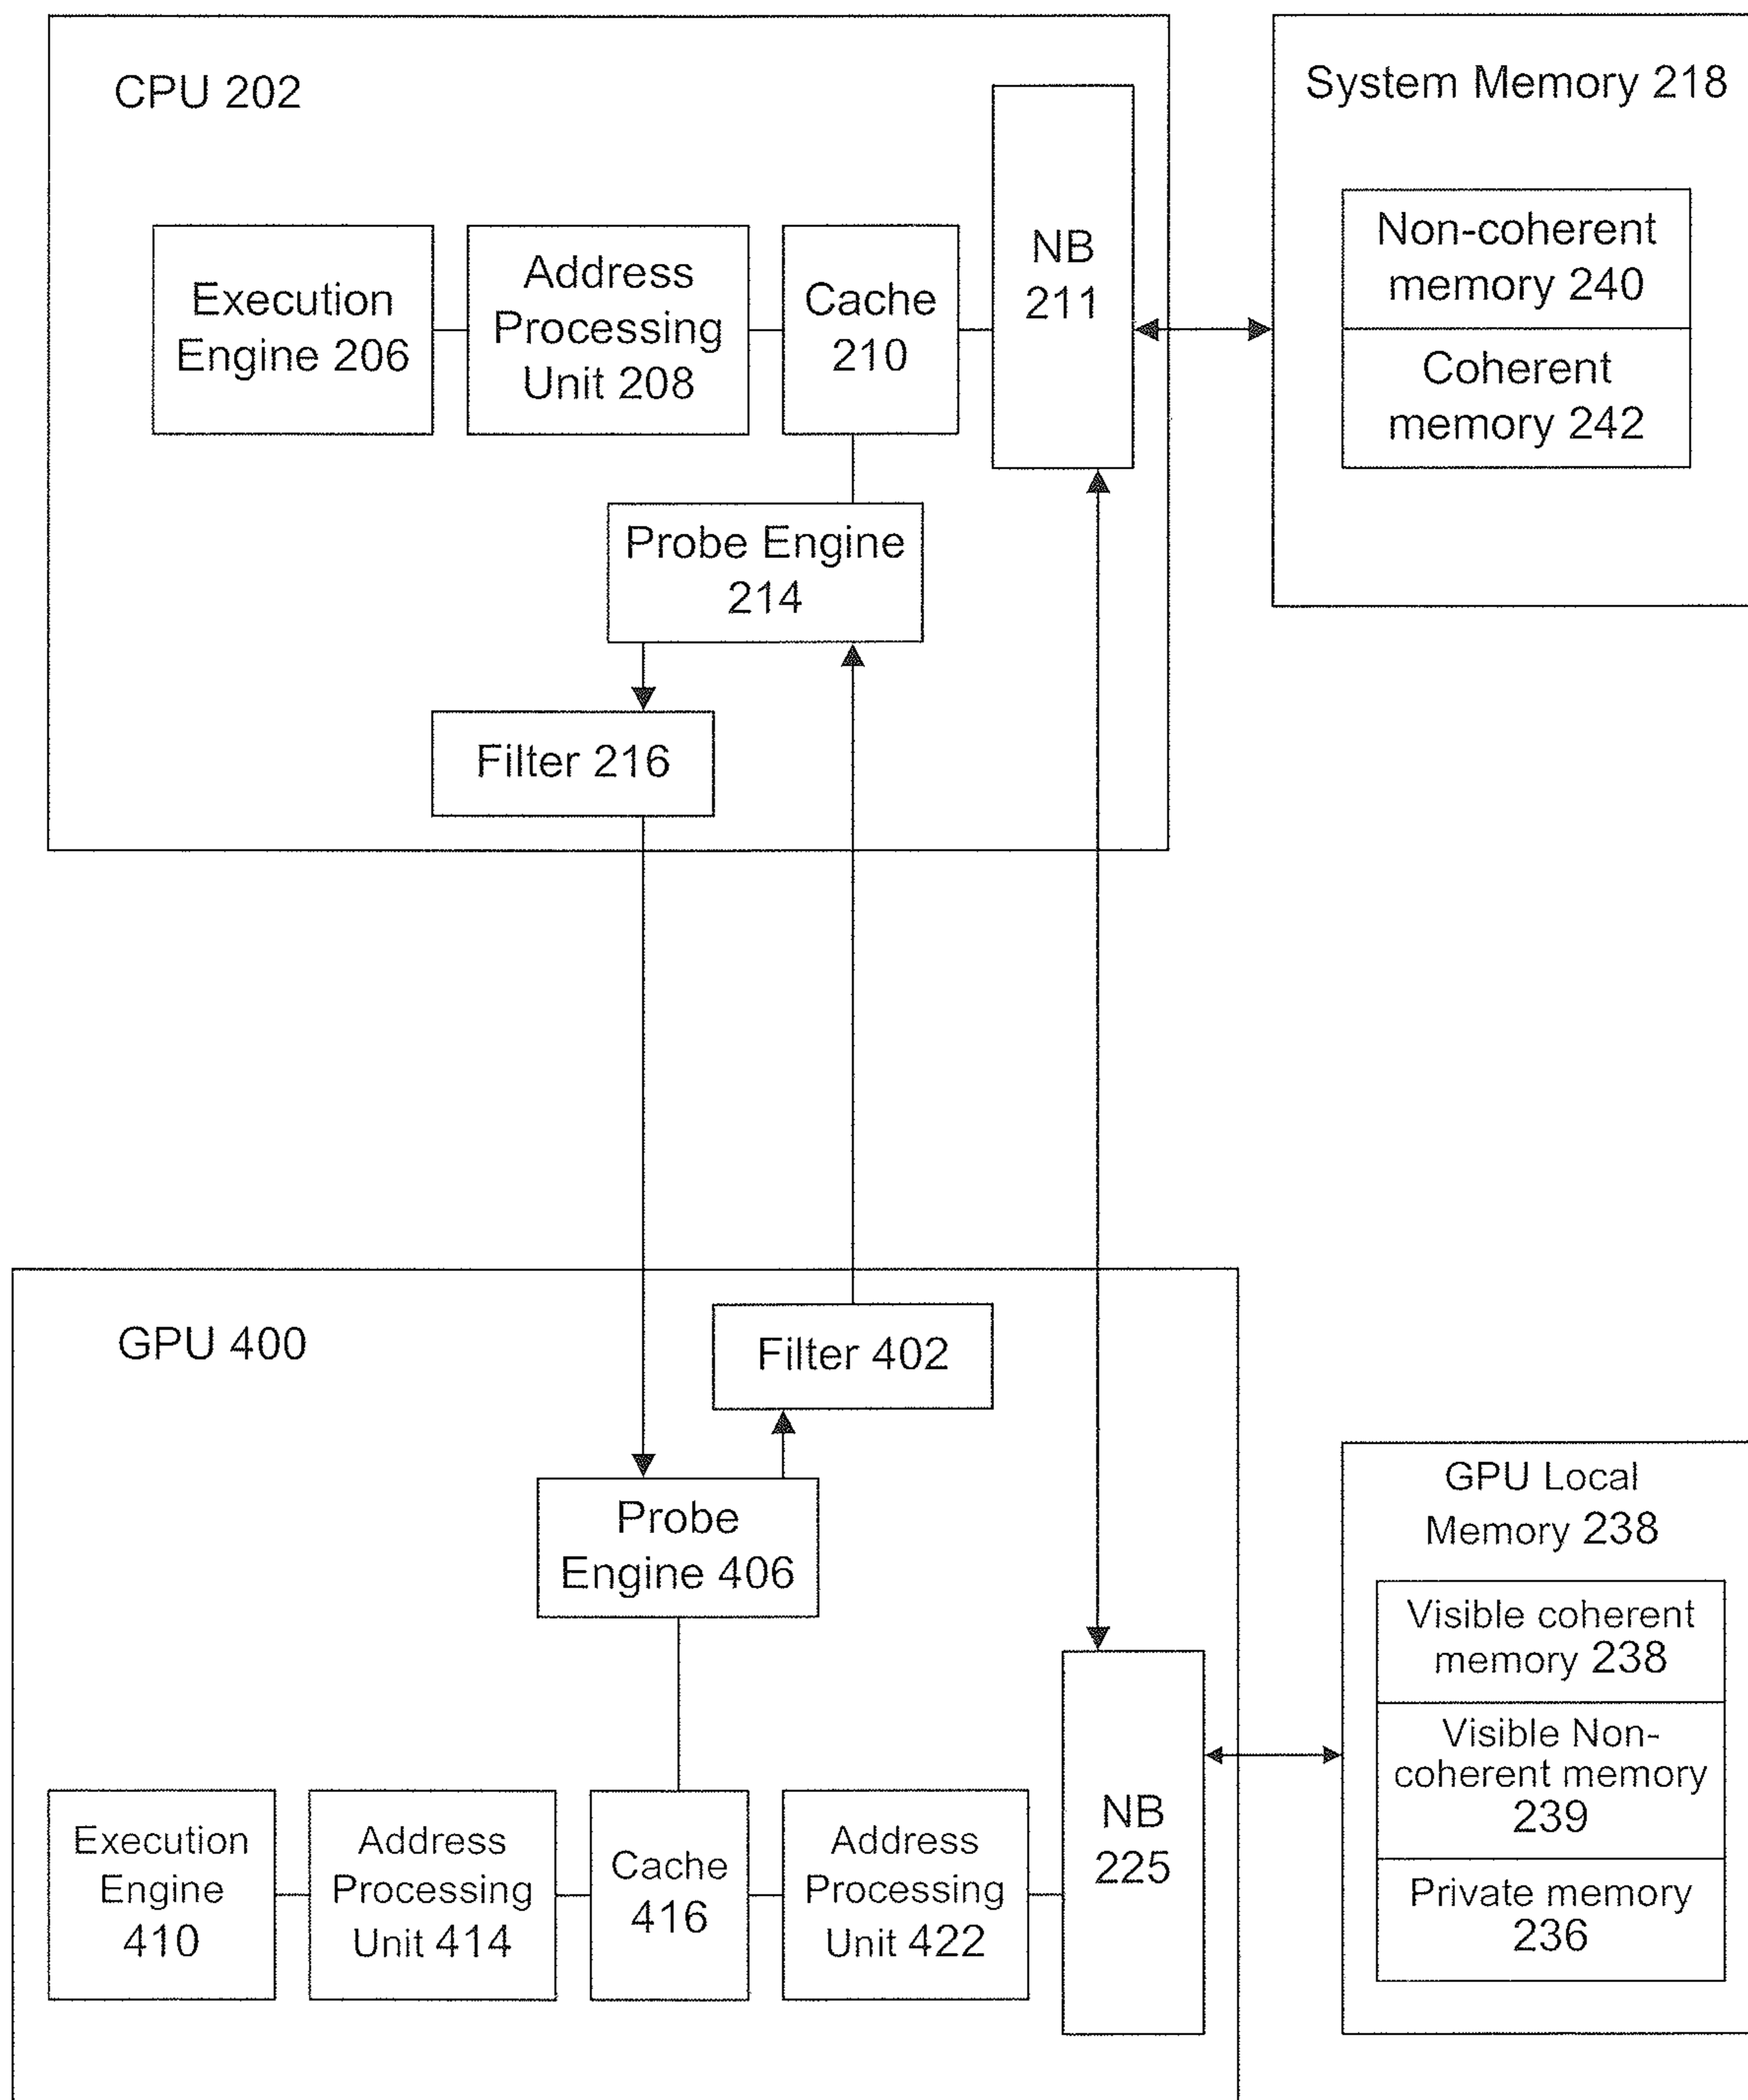 CPU 202
System Memory 218
Non-coherent
memory 240
Coherent
memory 242
NB
211
Execution
Engine 206
Address
Processing
Unit 208
Cache
210
Probe Engine
214
Filter 216
GPU 400
Filter 402
Probe
Engine 406
GPU Local
Memory 238
Visible coherent
memory 238
Visible Non-
coherent memory
239
Private memory
236
Execution
Engine
410
Address
Processing
Unit 414
Cache
416
Address
Processing
Unit 422
NB
225